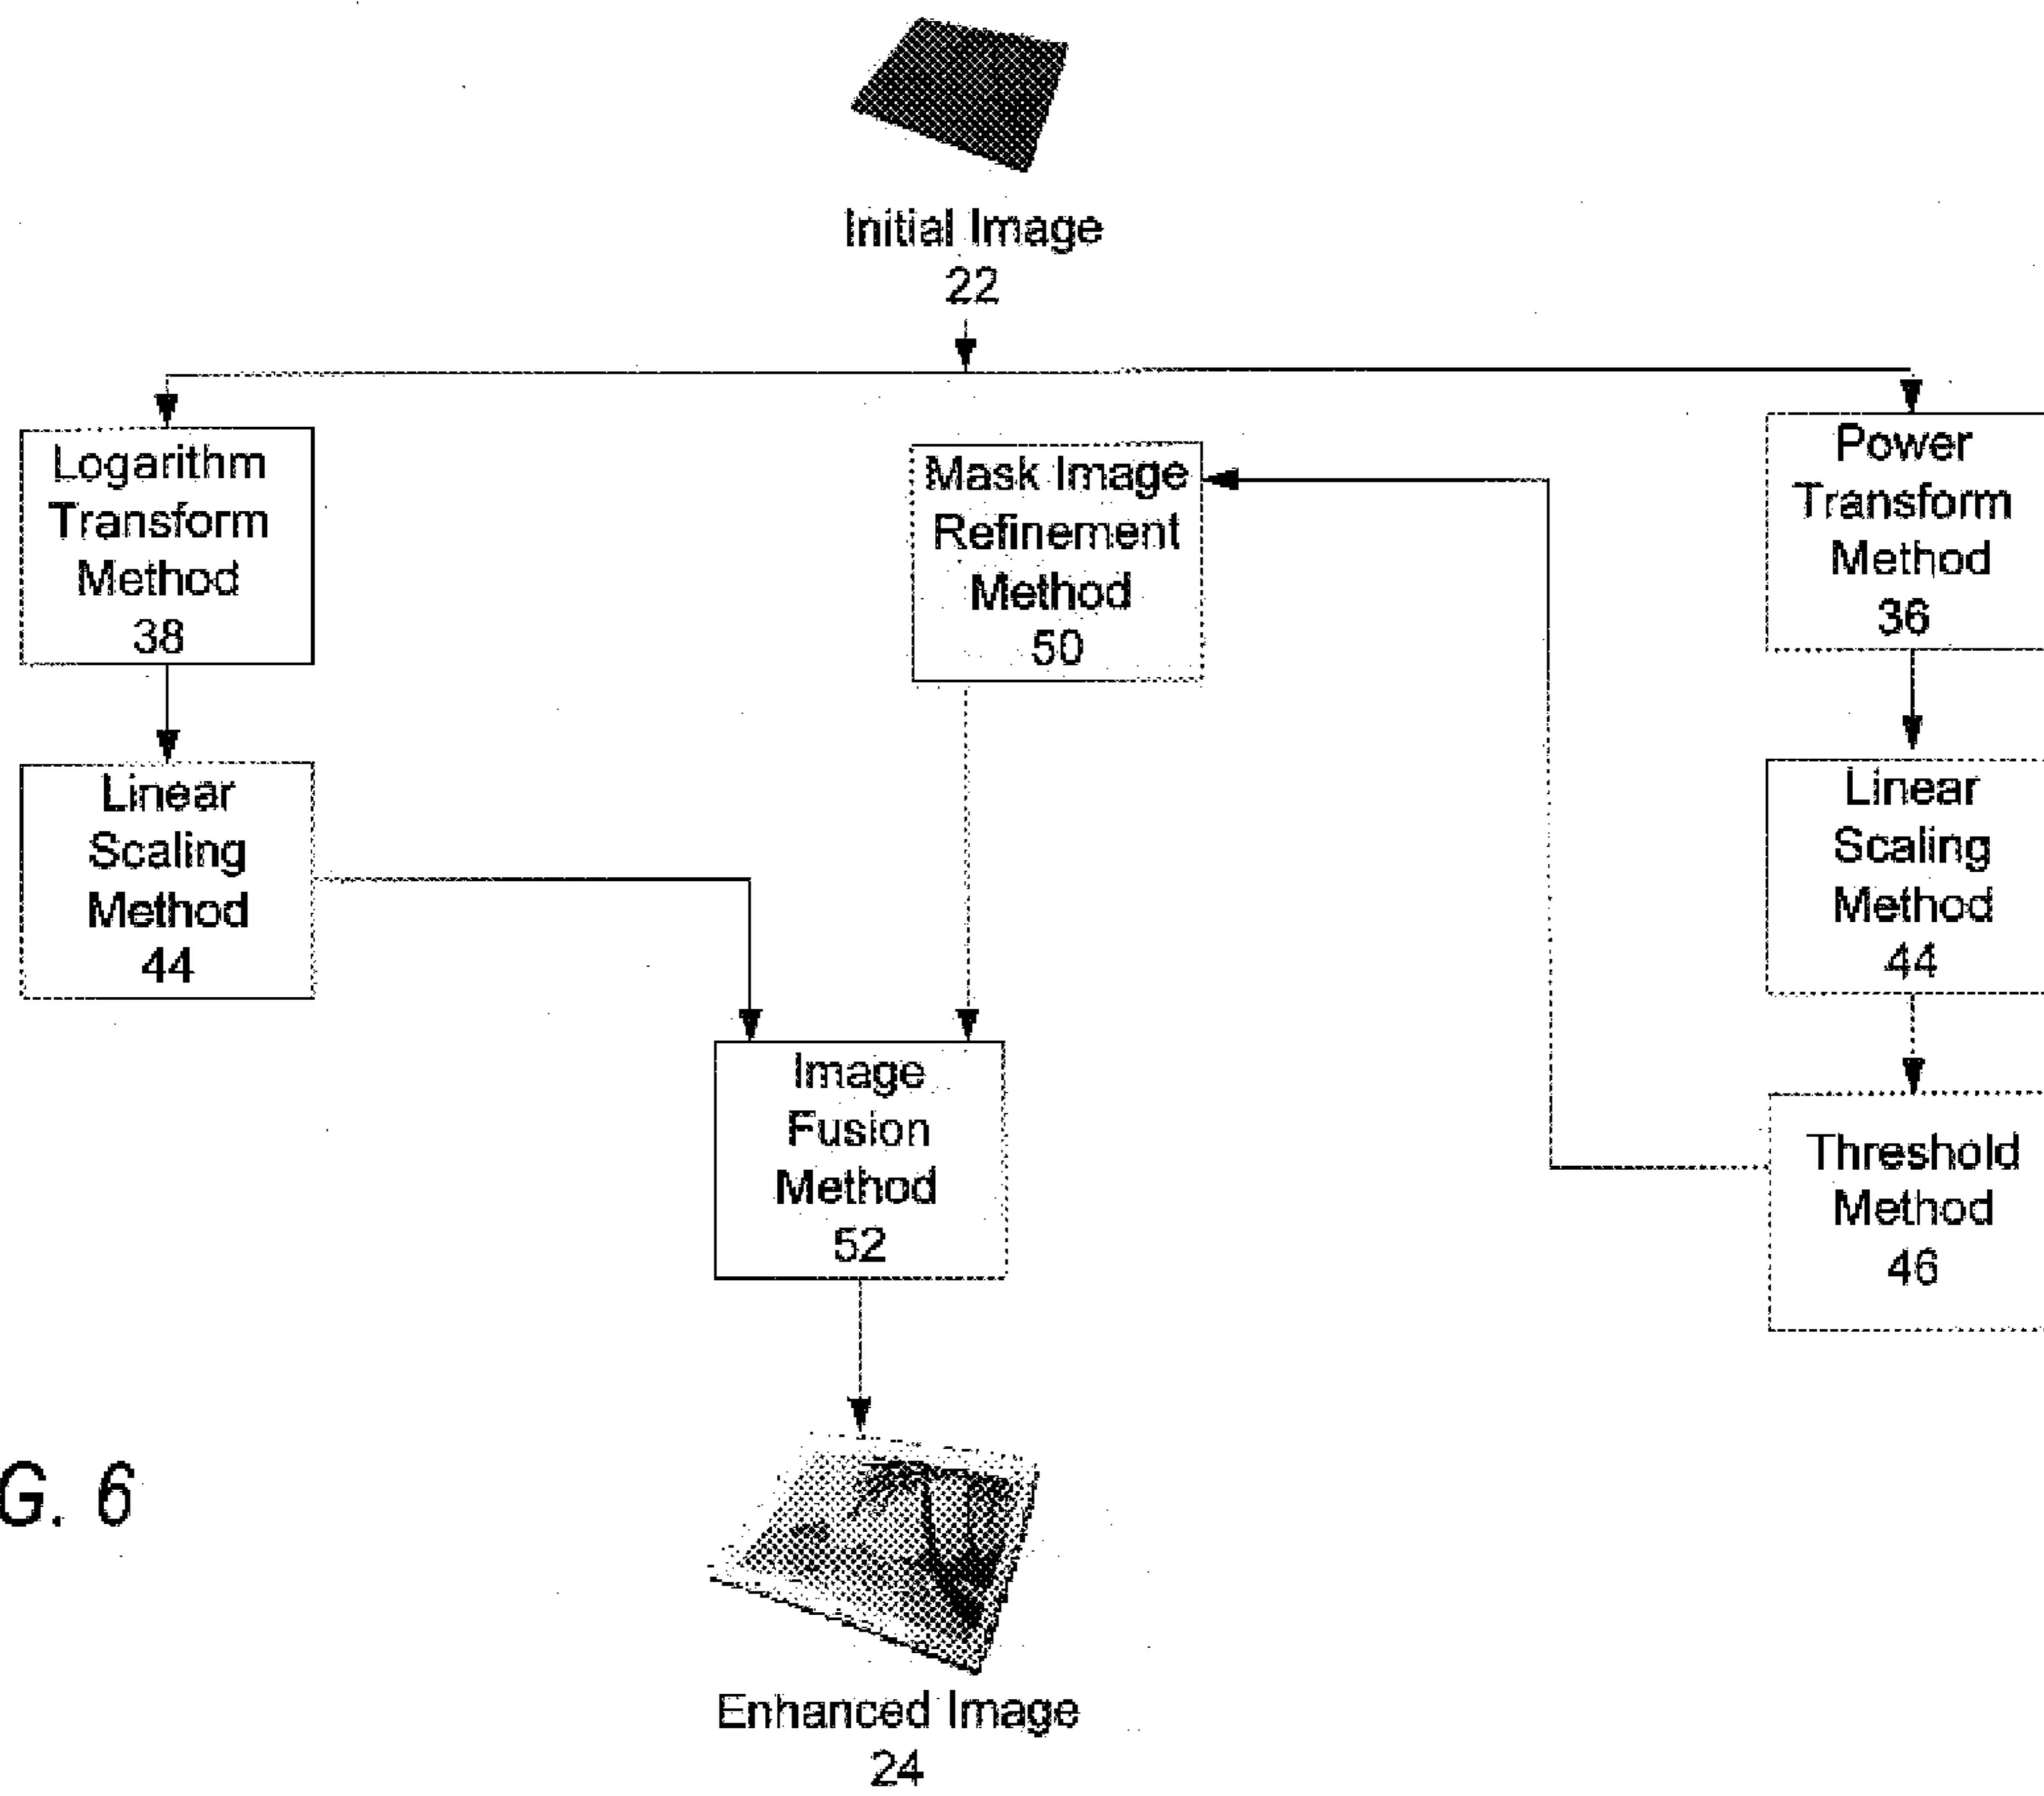 Initial Image
22
Logarithm
Transform
Method
38
Mask Image
Refinement
Method
50
Power
Transform
Method
36
Linear
Scaling
Method
44
Linear
Scaling
Method
44
Image
Fusion
Method
52
Threshold
Method
46
G. 6
Enhanced Image
24